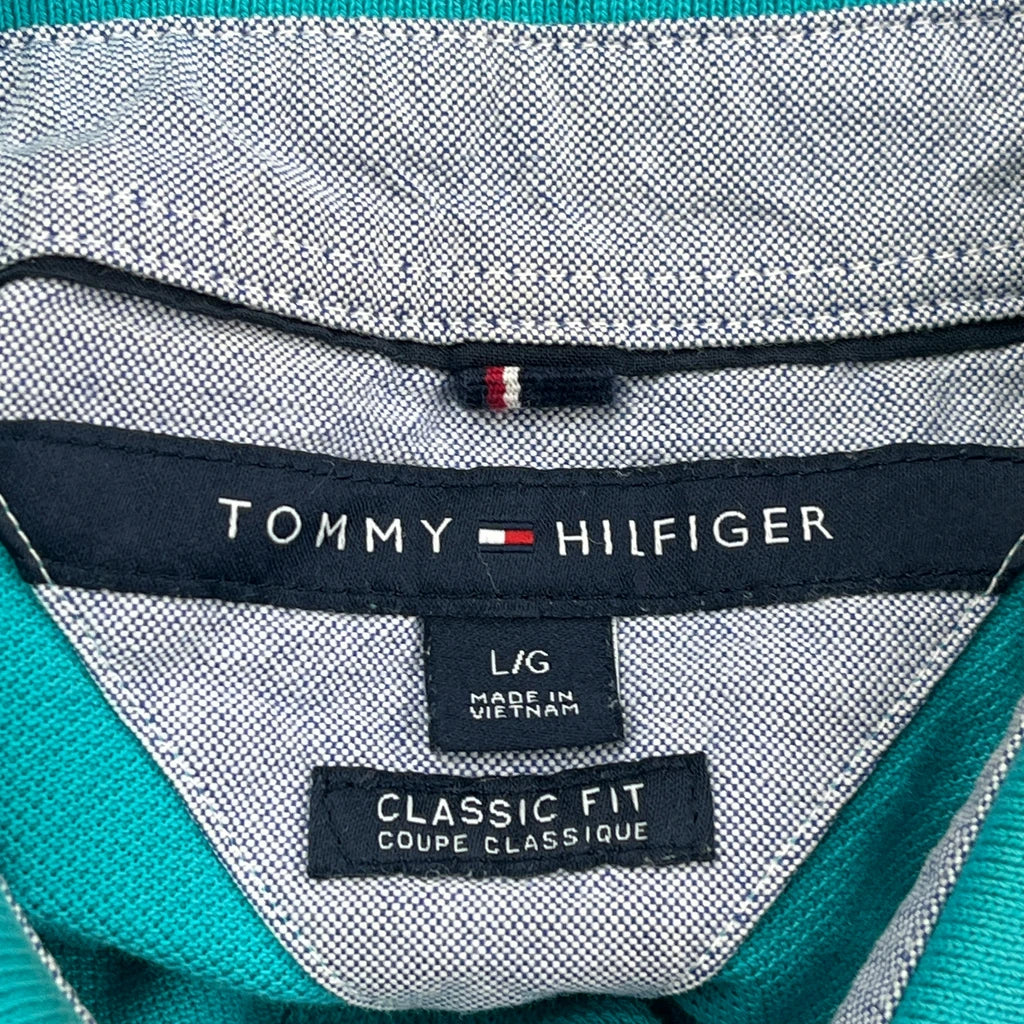 TOMMY HILFIGER
L/G
MADE IN
VIETNAM
CLASSIC FIT
COUPE CLASSIQUE